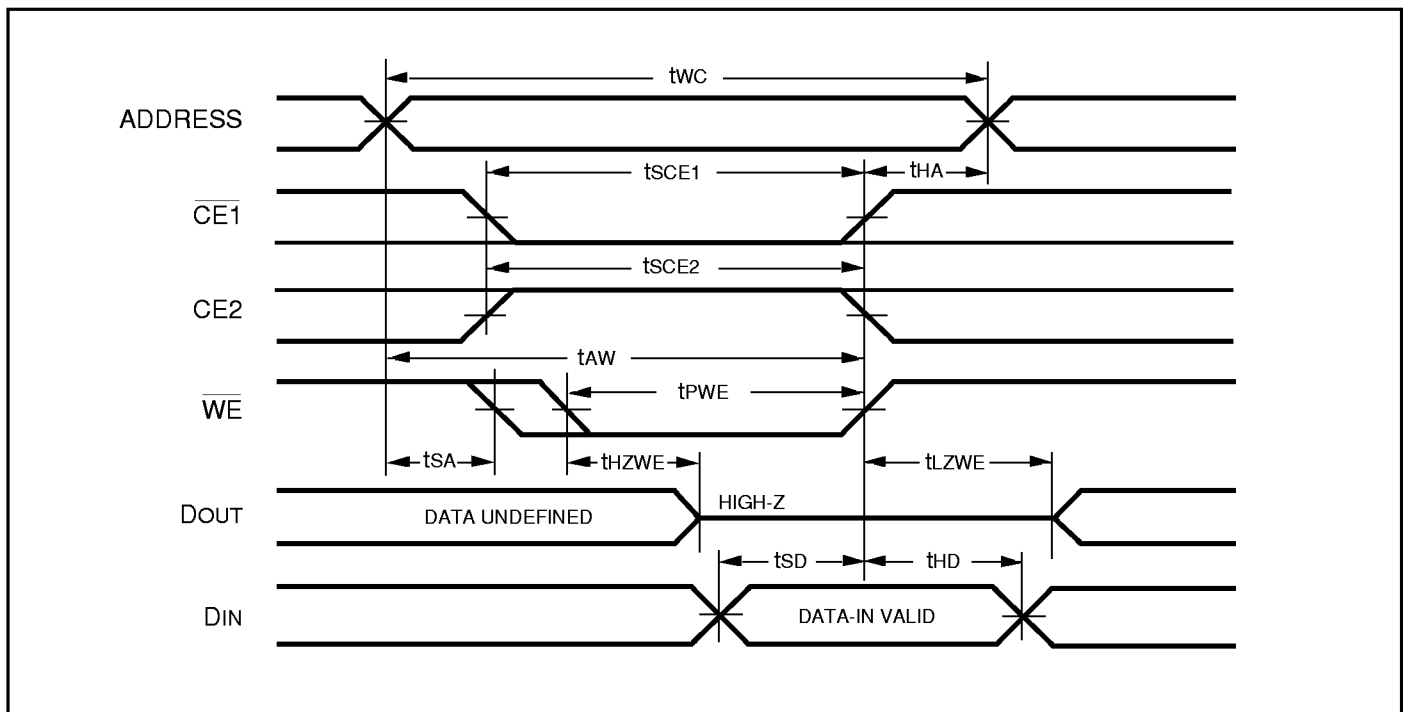 tWC
ADDRESS
tSCE1
tHA
CE1
tSCE2
CE2
tAW
tPWE
WE
tSA
tHZWE
tLZWE
DOUT
DATA UNDEFINED
HIGH-Z
tSD
tHD
DIN
DATA-IN VALID